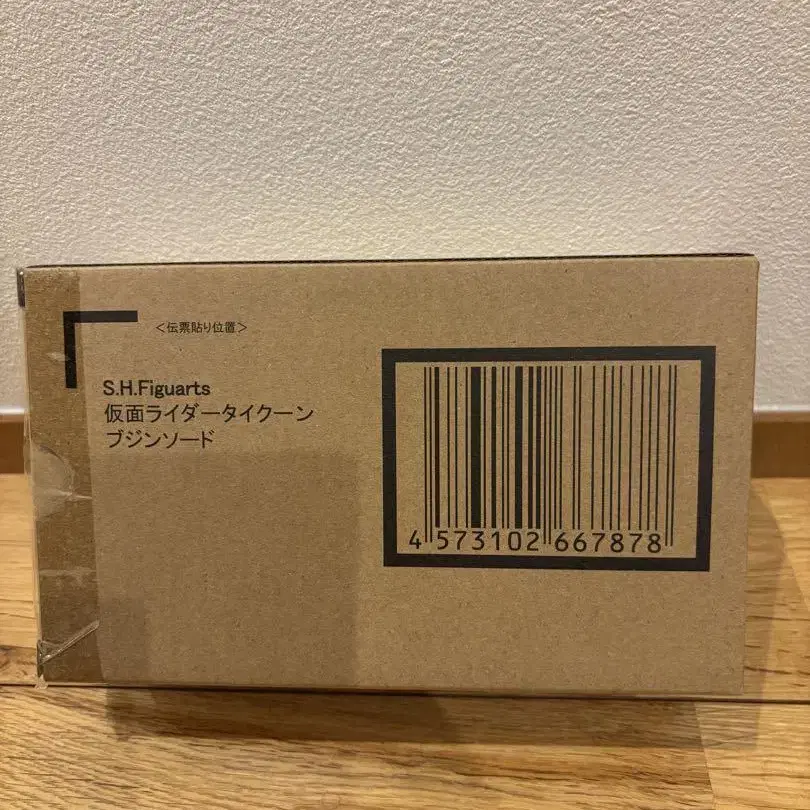 <伝票貼り位置>
S.H.Figuarts
仮面ライダータイクーン
ブジンソード
4 573102 667878